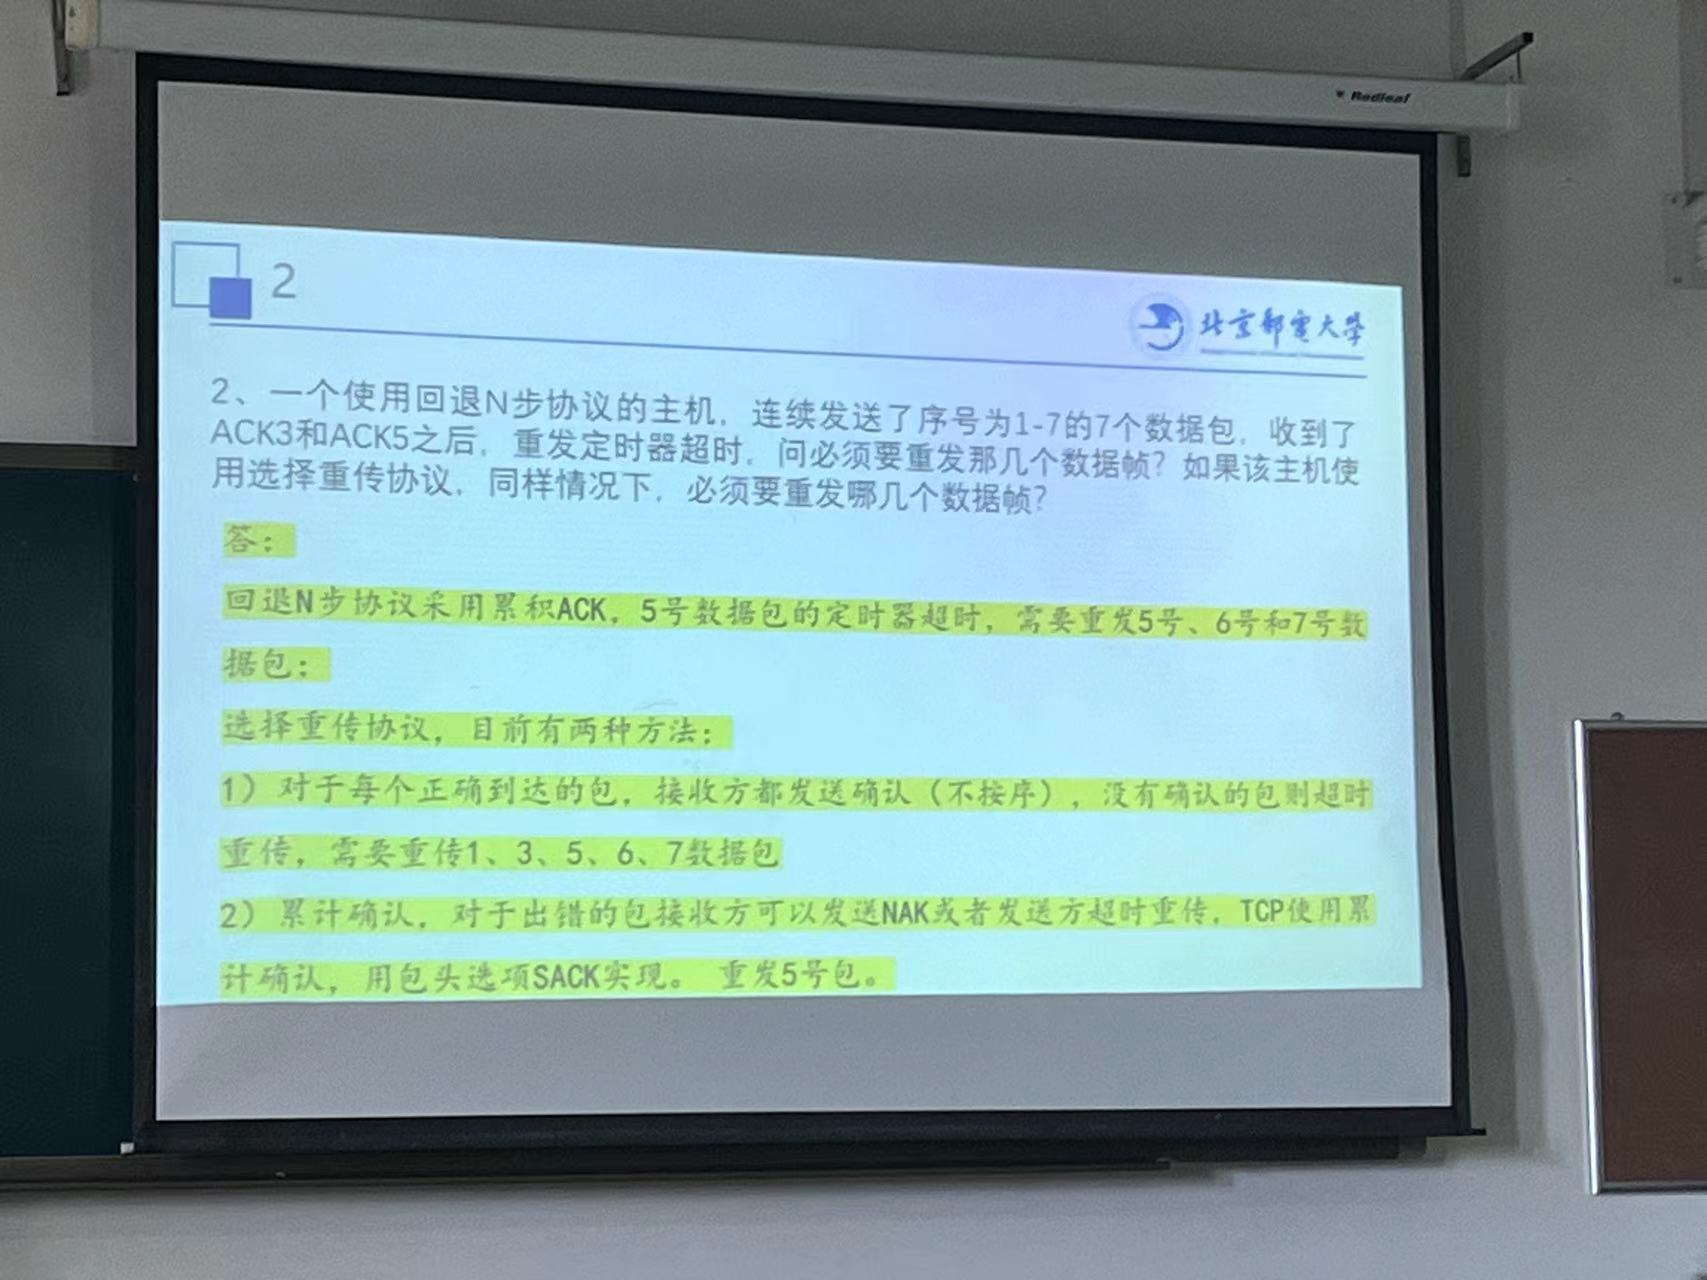 Redleaf
2
北京邮电大学
2、一个使用回退N步协议的主机，连续发送了序号为1-7的7个数据包，收到了
ACK3和ACK5之后，重发定时器超时，问必须要重发那几个数据帧？如果该主机使
用选择重传协议，同样情况下，必须要重发哪几个数据帧？
答：
回退N步协议采用累积ACK，5号数据包的定时器超时，需要重发5号、6号和7号数
据包；
选择重传协议，目前有两种方法：
1）对于每个正确到达的包，接收方都发送确认（不按序），没有确认的包则超时
重传，需要重传1、3、5、6、7数据包
2）累计确认，对于出错的包接收方可以发送NAK或者发送方超时重传，TCP使用累
计确认，用包头选项SACK实现。 重发5号包。